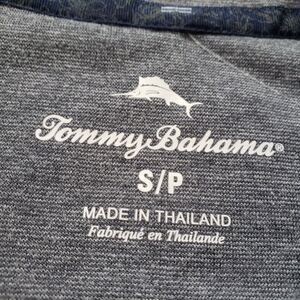 Tommy Bahama®
S/P
MADE IN THAILAND
Fabriqué en Thaïlande